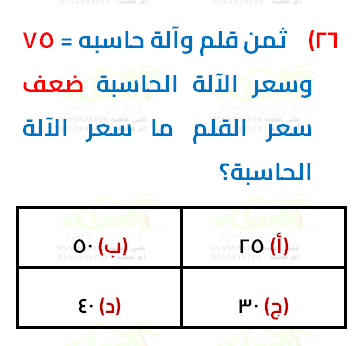 ٢٦) ثمن قلم وآلة حاسبه = ٧٥
وسعر الآلة الحاسبة ضعف
سعر القلم ما سعر الآلة
الحاسبة؟
(أ) ٢٥
(ب) ٥٠
(ج) ٣٠
(د) ٤٠